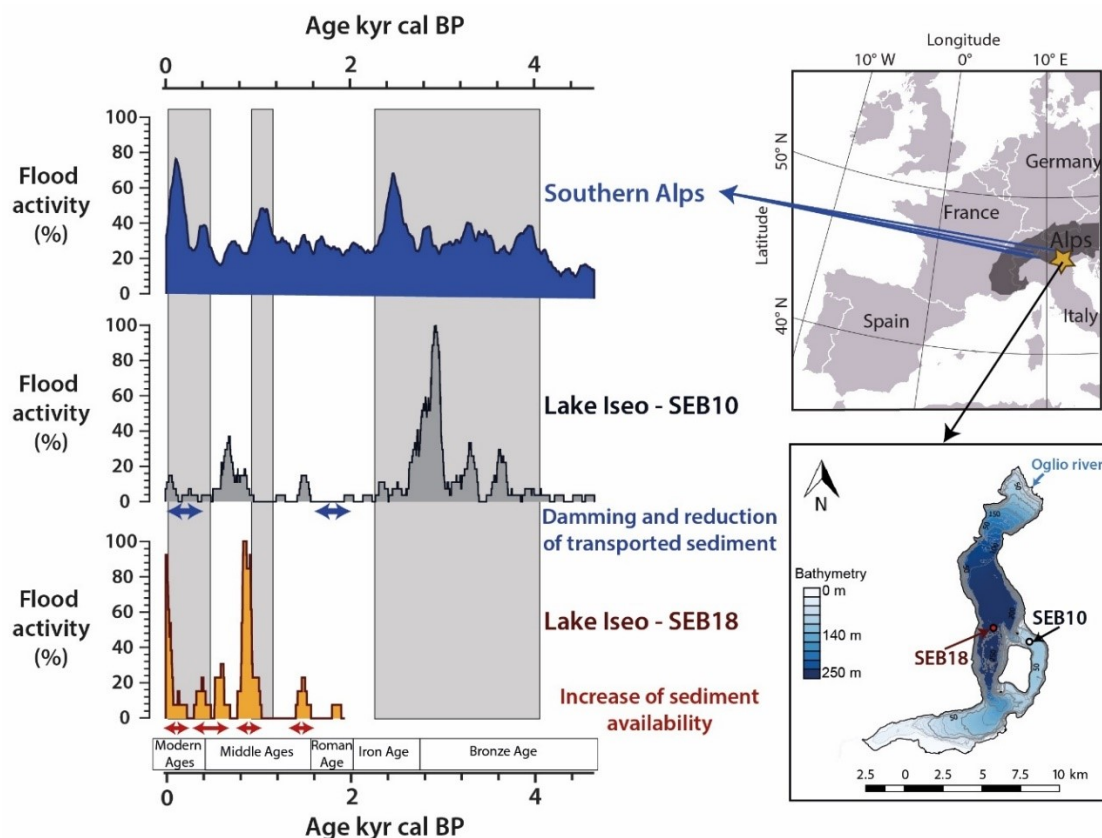 Age kyr cal BP
0 2 4
100
80
60
40
20
0
Flood
activity
(%)
Southern Alps
100
80
60
40
20
0
Flood
activity
(%)
Lake Iseo - SEB10
Damming and reduction
of transported sediment
100
80
60
40
20
0
Flood
activity
(%)
Lake Iseo - SEB18
Increase of sediment
availability
Modern
Ages
Middle Ages
Roman
Age
Iron Age
Bronze Age
0 2 4
Age kyr cal BP
Longitude
10° W 0° 10° E
50° N
Latitude
40° N
Germany
France
Alps
Spain
Italy
Oglio river
N
Bathymetry
0 m
140 m
250 m
SEB10
SEB18
50
2.5 0 2.5 5 7.5 10 km